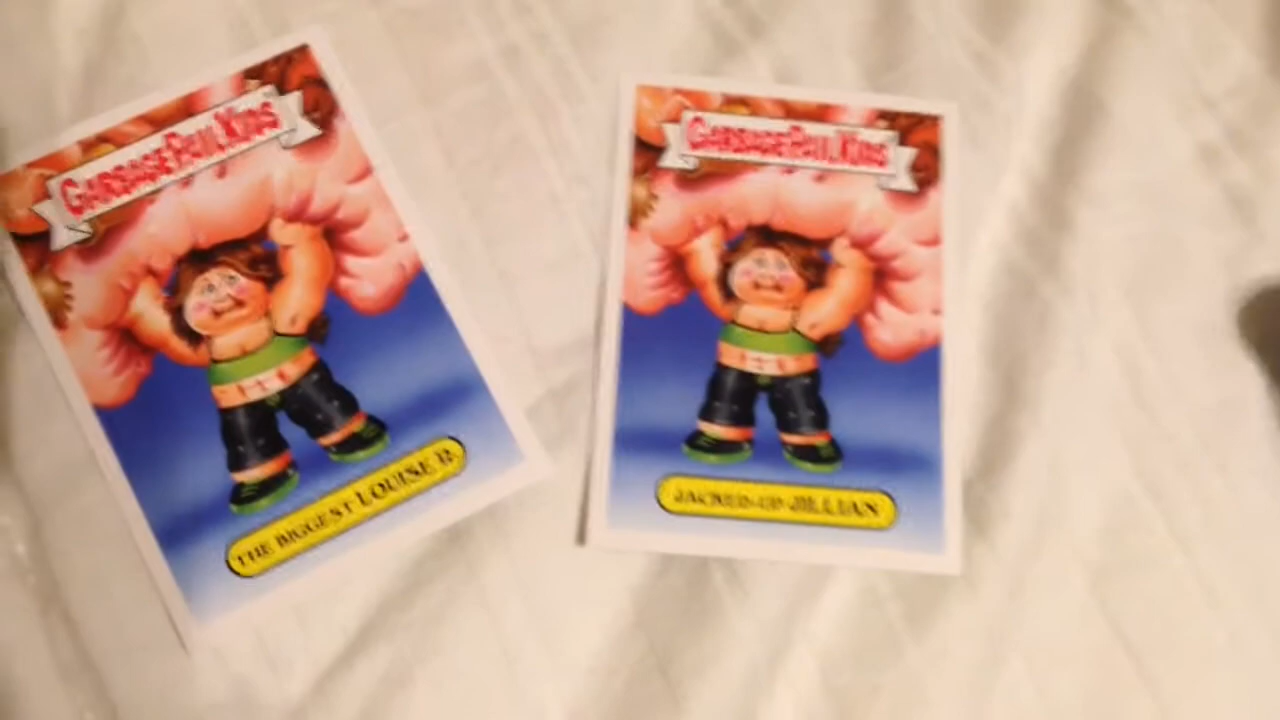 GARBAGE PAIL KIDS
THE BIGGEST LOUISE R
GARBAGE PAIL KIDS
JACKED-UP JILLIAN